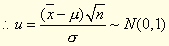 ∴ u = (x̄ − μ)√n / σ ~ N(0,1)